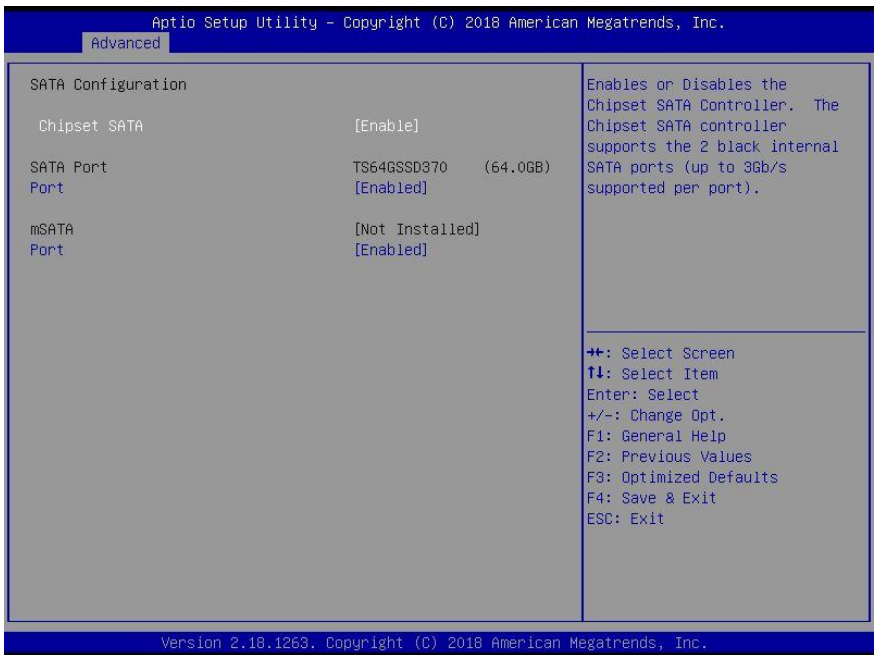 Aptio Setup Utility – Copyright (C) 2018 American Megatrends, Inc.
Advanced
SATA Configuration
Chipset SATA [Enable]
SATA Port TS64GSSD370 (64.0GB)
Port [Enabled]
mSATA [Not Installed]
Port [Enabled]
Enables or Disables the
Chipset SATA Controller. The
Chipset SATA controller
supports the 2 black internal
SATA ports (up to 3Gb/s
supported per port).
→←: Select Screen
↑↓: Select Item
Enter: Select
+/-: Change Opt.
F1: General Help
F2: Previous Values
F3: Optimized Defaults
F4: Save & Exit
ESC: Exit
Version 2.18.1263. Copyright (C) 2018 American Megatrends, Inc.